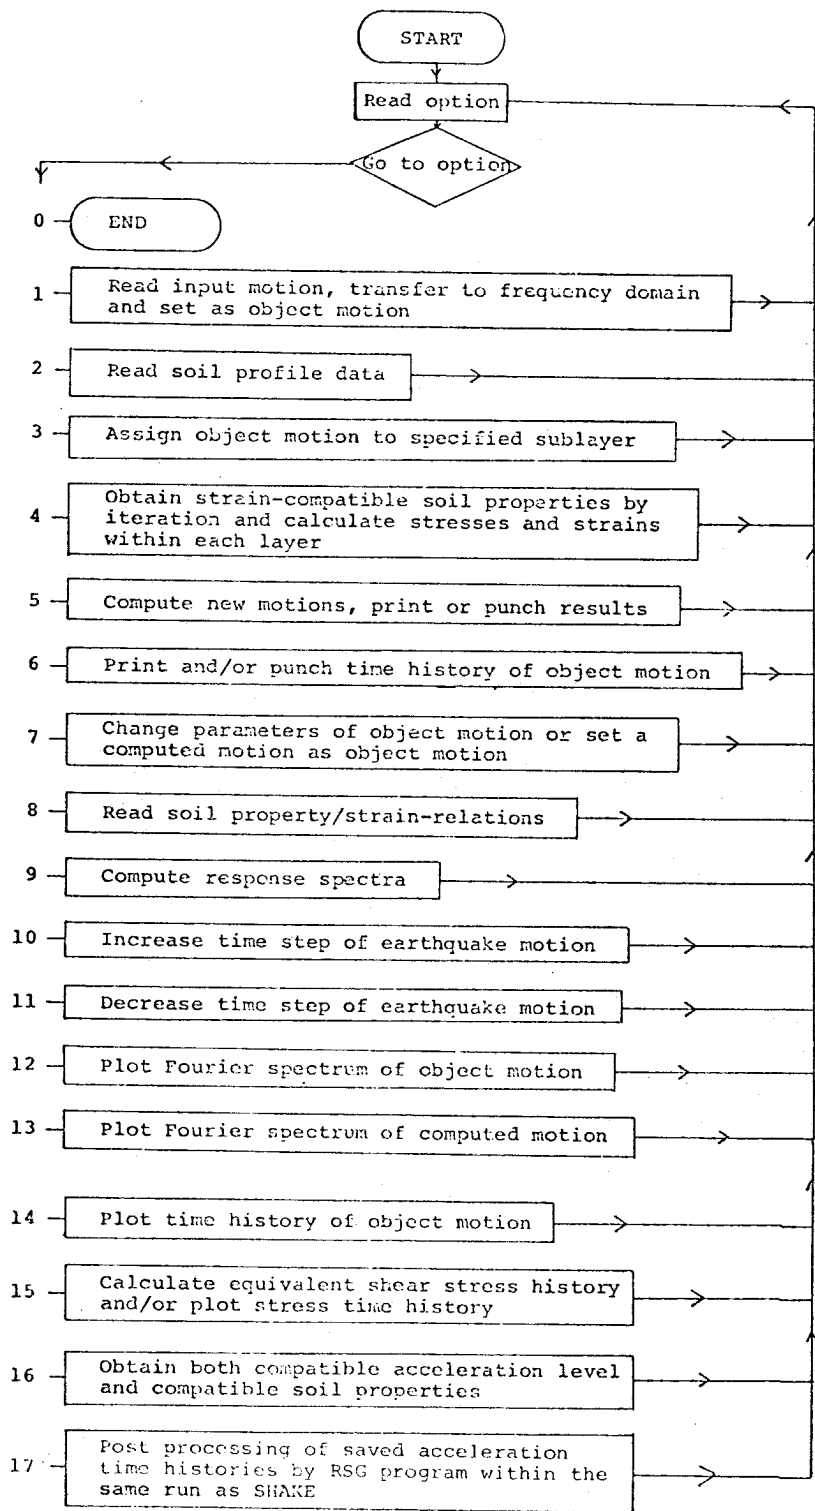 START
Read option
Go to option
0 END
1 Read input motion, transfer to frequency domain
and set as object motion
2 Read soil profile data
3 Assign object motion to specified sublayer
4 Obtain strain-compatible soil properties by
iteration and calculate stresses and strains
within each layer
5 Compute new motions, print or punch results
6 Print and/or punch time history of object motion
7 Change parameters of object motion or set a
computed motion as object motion
8 Read soil property/strain-relations
9 Compute response spectra
10 Increase time step of earthquake motion
11 Decrease time step of earthquake motion
12 Plot Fourier spectrum of object motion
13 Plot Fourier spectrum of computed motion
14 Plot time history of object motion
15 Calculate equivalent shear stress history
and/or plot stress time history
16 Obtain both compatible acceleration level
and compatible soil properties
17 Post processing of saved acceleration
time histories by RSG program within the
same run as SHAKE